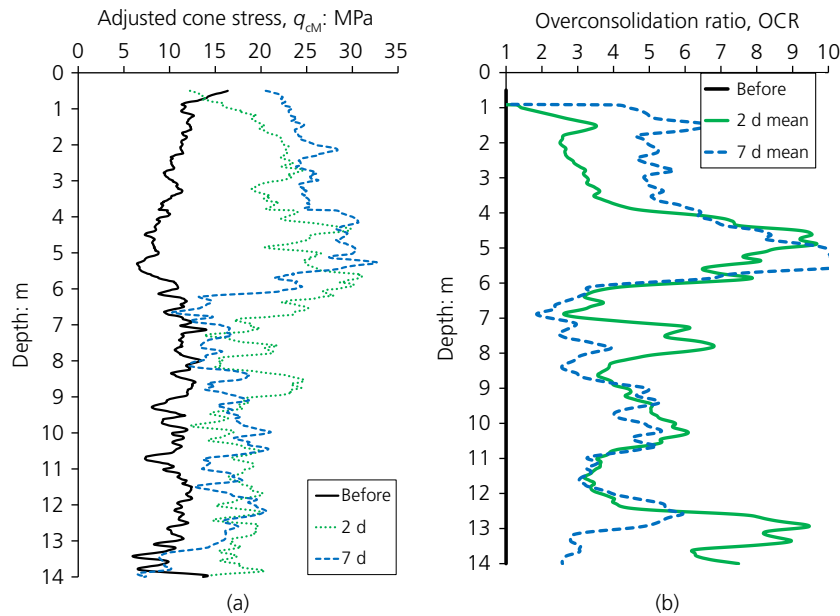 Adjusted cone stress, qcM: MPa
0 5 10 15 20 25 30 35
0
1
2
3
4
5
6
7
8
9
10
11
12
13
14
Depth: m
Before
2 d
7 d
(a)
Overconsolidation ratio, OCR
1 2 3 4 5 6 7 8 9 10
0
1
2
3
4
5
6
7
8
9
10
11
12
13
14
Depth: m
Before
2 d mean
7 d mean
(b)